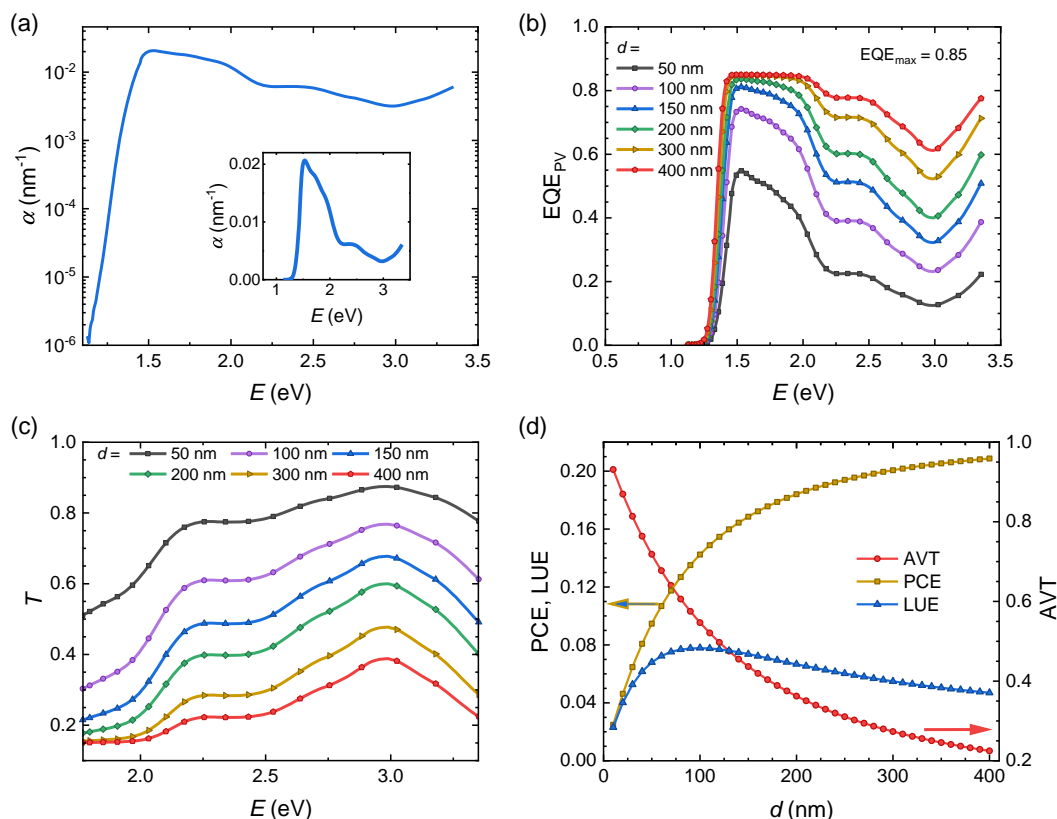 (a)
10⁻²
10⁻³
10⁻⁴
10⁻⁵
10⁻⁶
α (nm⁻¹)
1.5 2.0 2.5 3.0 3.5
E (eV)
0.02
0.01
0.00
α (nm⁻¹)
1 2 3
E (eV)
(b)
d =
50 nm
100 nm
150 nm
200 nm
300 nm
400 nm
EQEmax = 0.85
1.0
0.8
0.6
0.4
0.2
0.0
EQEPV
0.5 1.0 1.5 2.0 2.5 3.0 3.5
E (eV)
(c)
d = 50 nm 100 nm 150 nm
200 nm 300 nm 400 nm
1.0
0.8
0.6
0.4
0.2
T
2.0 2.5 3.0
E (eV)
(d)
0.20
0.16
0.12
0.08
0.04
0.00
PCE, LUE
AVT
PCE
LUE
1.0
0.8
0.6
0.4
0.2
AVT
0 100 200 300 400
d (nm)